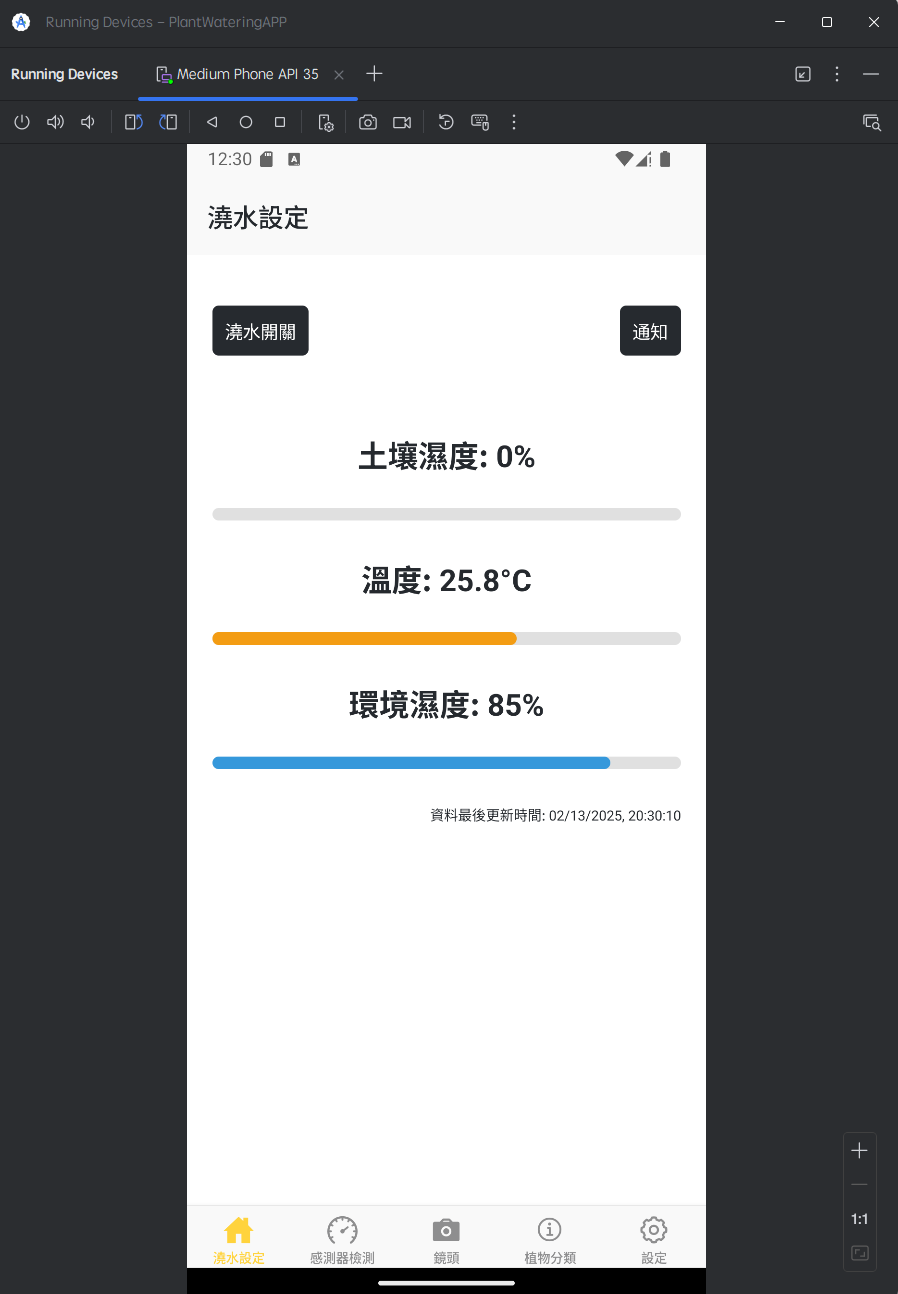 Running Devices – PlantWateringAPP
Running Devices
Medium Phone API 35
12:30
A
澆水設定
澆水開關
通知
土壤濕度: 0%
溫度: 25.8°C
環境濕度: 85%
資料最後更新時間: 02/13/2025, 20:30:10
1:1
澆水設定
感測器檢測
鏡頭
植物分類
設定